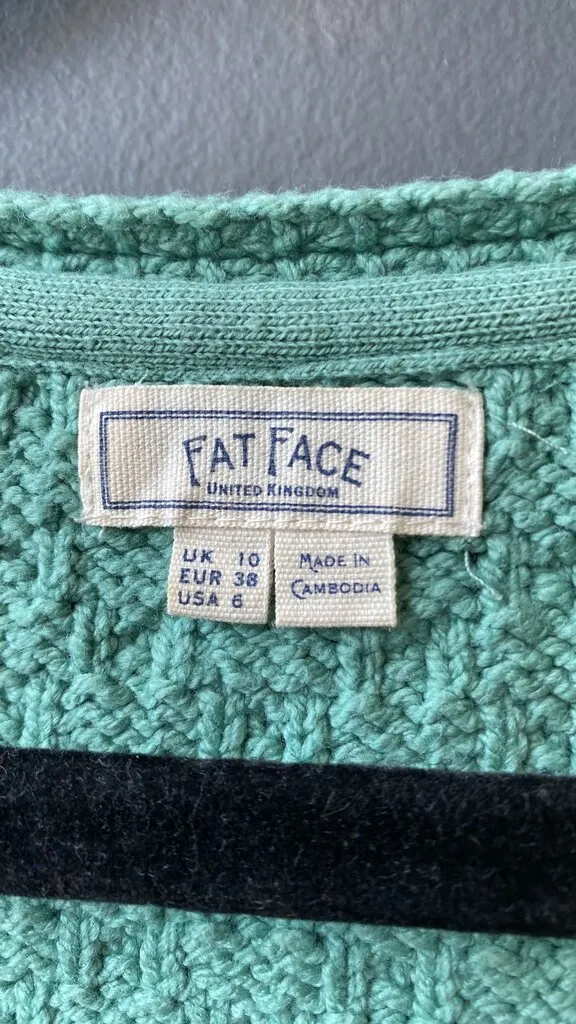 FAT FACE
UNITED KINGDOM
UK 10
EUR 38
USA 6
MADE IN
CAMBODIA